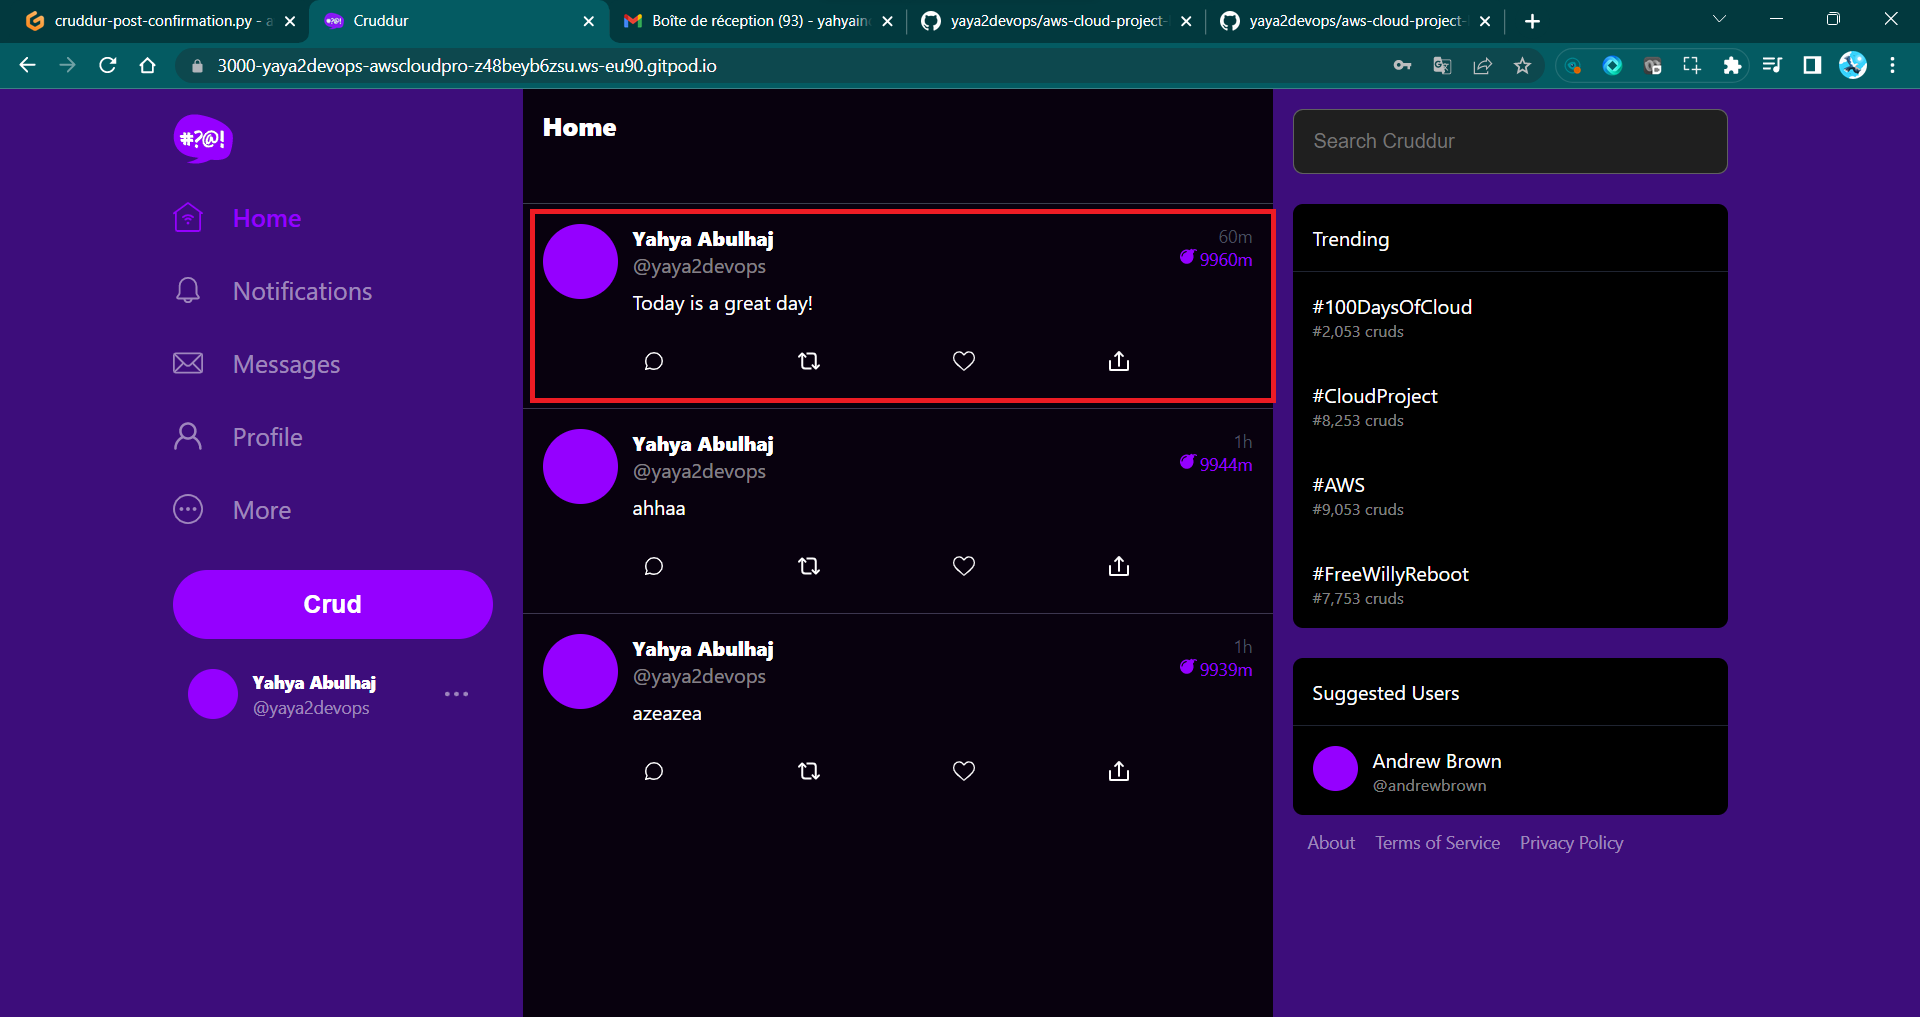 cruddur-post-confirmation.py - a
Cruddur
Boîte de réception (93) - yahyain
yaya2devops/aws-cloud-project-
yaya2devops/aws-cloud-project-
3000-yaya2devops-awscloudpro-z48beyb6zsu.ws-eu90.gitpod.io
#?@!
Home
Notifications
Messages
Profile
More
Crud
Yahya Abulhaj
@yaya2devops
Home
Yahya Abulhaj
60m
@yaya2devops
9960m
Today is a great day!
Yahya Abulhaj
1h
@yaya2devops
9944m
ahhaa
Yahya Abulhaj
1h
@yaya2devops
9939m
azeazea
Search Cruddur
Trending
#100DaysOfCloud
#2,053 cruds
#CloudProject
#8,253 cruds
#AWS
#9,053 cruds
#FreeWillyReboot
#7,753 cruds
Suggested Users
Andrew Brown
@andrewbrown
About Terms of Service Privacy Policy